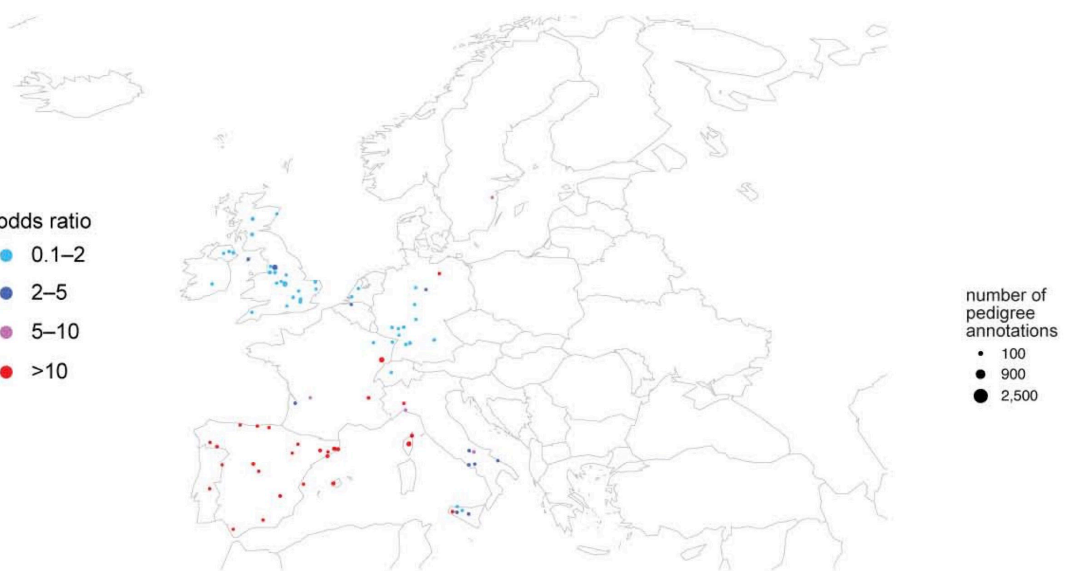 odds ratio
0.1–2
2–5
5–10
>10
number of
pedigree
annotations
100
900
2,500